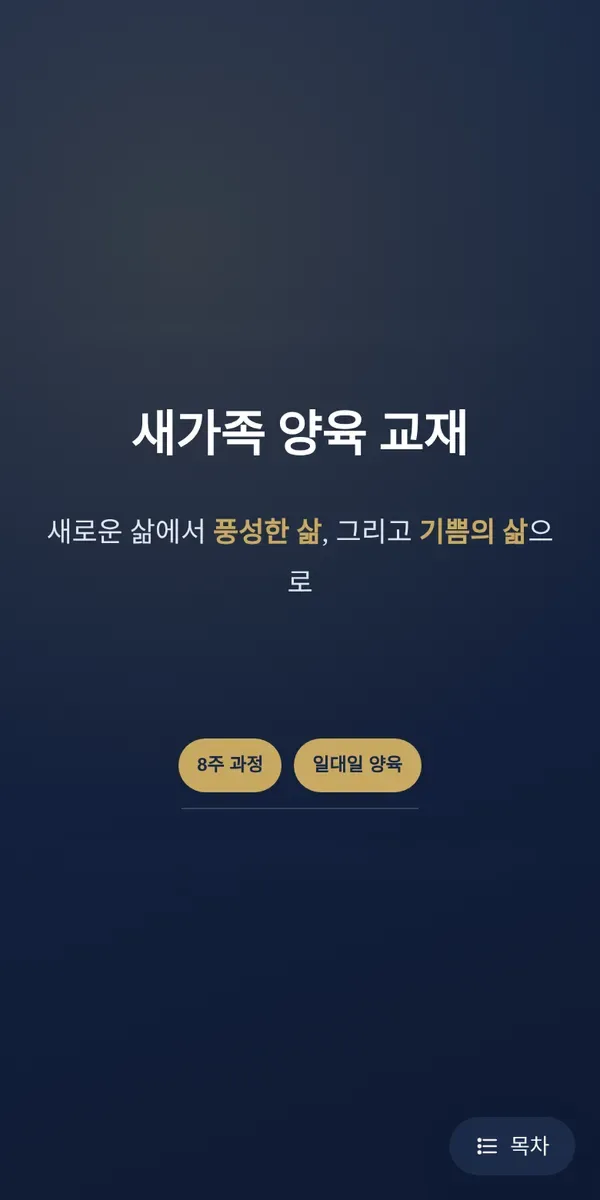 새가족 양육 교재
새로운 삶에서 풍성한 삶, 그리고 기쁨의 삶으
로
8주 과정 일대일 양육
목차